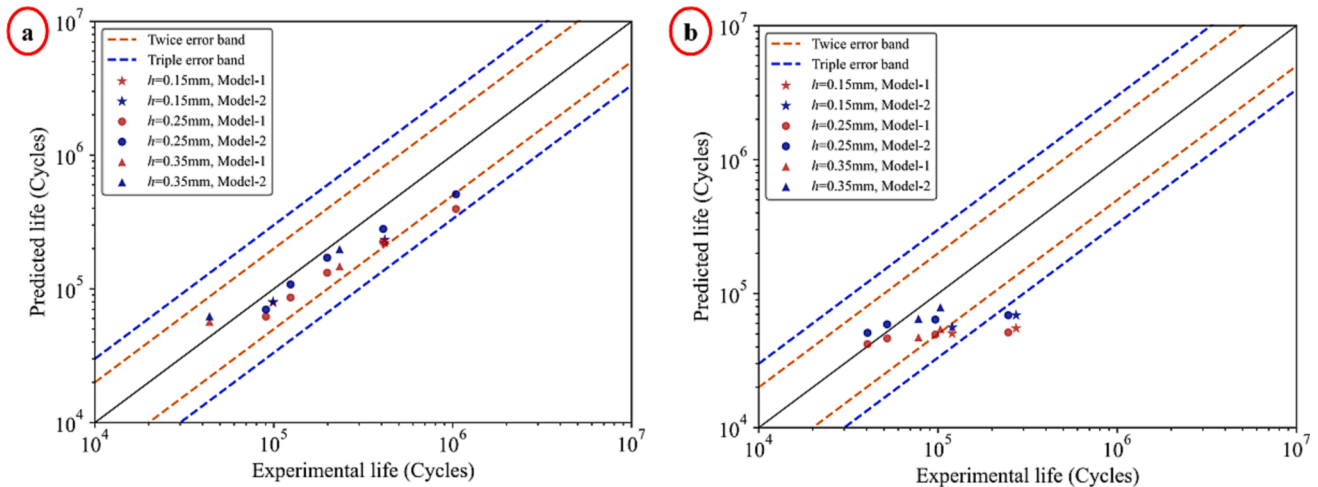 a
10^7
10^6
10^5
10^4
Predicted life (Cycles)
Twice error band
Triple error band
h=0.15mm, Model-1
h=0.15mm, Model-2
h=0.25mm, Model-1
h=0.25mm, Model-2
h=0.35mm, Model-1
h=0.35mm, Model-2
10^4
10^5
10^6
10^7
Experimental life (Cycles)
b
10^7
10^6
10^5
10^4
Predicted life (Cycles)
Twice error band
Triple error band
h=0.15mm, Model-1
h=0.15mm, Model-2
h=0.25mm, Model-1
h=0.25mm, Model-2
h=0.35mm, Model-1
h=0.35mm, Model-2
10^4
10^5
10^6
10^7
Experimental life (Cycles)